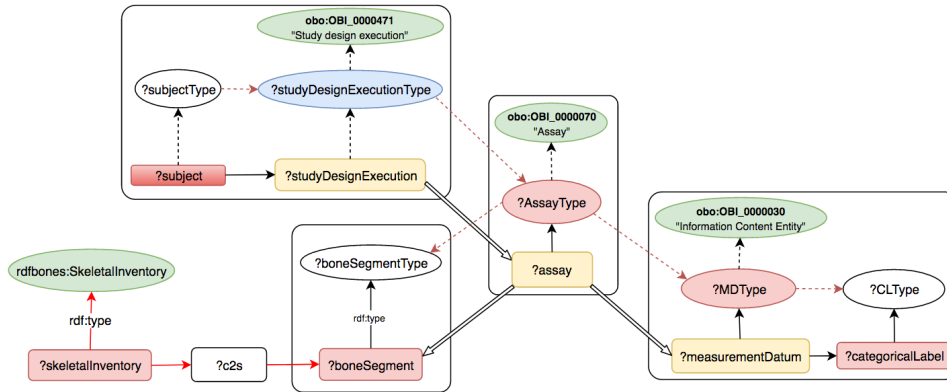 obo:OBI_0000471
"Study design execution"
?subjectType
?studyDesignExecutionType
?subject
?studyDesignExecution
obo:OBI_0000070
"Assay"
?AssayType
?assay
obo:OBI_0000030
"Information Content Entity"
?MDType
?CLType
?measurementDatum
?categoricalLabel
?boneSegmentType
rdf:type
?boneSegment
rdfbones:SkeletalInventory
rdf:type
?skeletalInventory
?c2s